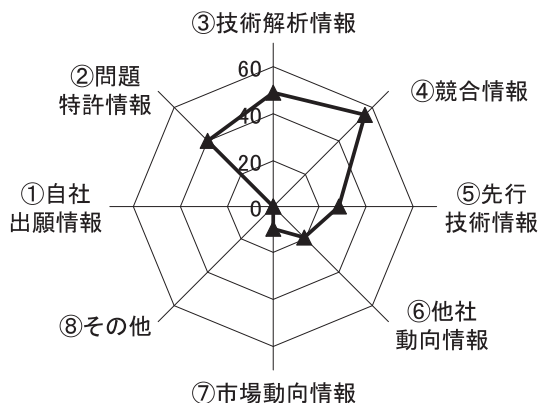 ③技術解析情報
②問題
特許情報
④競合情報
60
40
20
0
①自社
出願情報
⑤先行
技術情報
⑧その他
⑥他社
動向情報
⑦市場動向情報